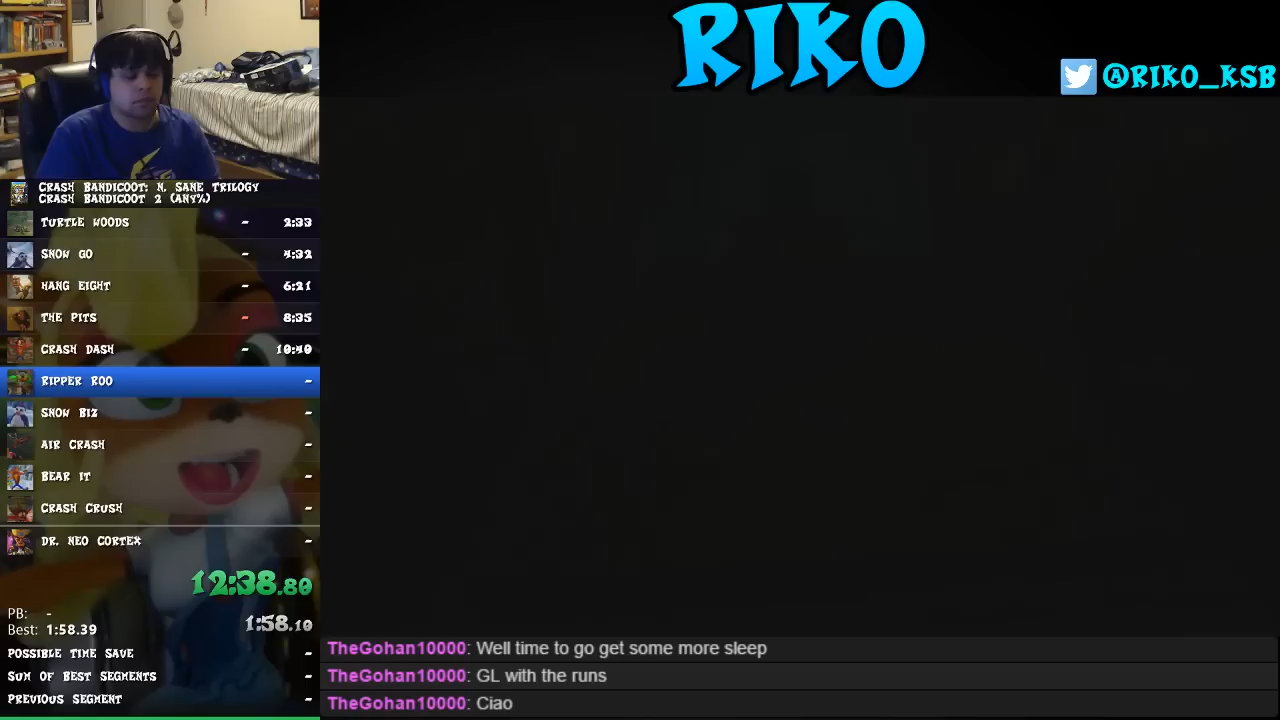 RIKO
@RIKO_KSB
CRASH BANDICOOT: N. SANE TRILOGY
CRASH BANDICOOT 2 (ANY%)
TURTLE WOODS - 2:33
SNOW GO - 4:32
HANG EIGHT - 6:21
THE PITS - 8:35
CRASH DASH - 10:40
RIPPER ROO -
SNOW BIZ -
AIR CRASH -
BEAR IT -
CRASH CRUSH -
DR. NEO CORTEX -
12:38.80
PB: -
Best: 1:58.39
1:58.10
POSSIBLE TIME SAVE -
SUM OF BEST SEGMENTS -
PREVIOUS SEGMENT -
TheGohan10000: Well time to go get some more sleep
TheGohan10000: GL with the runs
TheGohan10000: Ciao